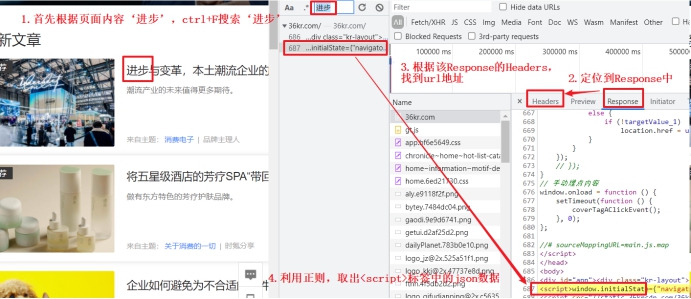 1.首先根据页面内容‘进步’，ctrl+F搜索‘进步’
新文章
进步与变革，本土潮流企业的
潮流产业的未来值得更多期待。
来自主题: 消费电子 | 品牌主理人
将五星级酒店的芳疗SPA“带回
做有东方特色的芳疗护肤品牌。
来自主题: 关于消费的一切 | 时氪分享
企业如何避免为不合适
Aa .* 进步
36kr.com/
686 ...div class="kr-layout">...
687 ...initialState={"navigato...
Filter
Hide data URLs
All Fetch/XHR JS CSS Img Media Font Doc WS Wasm Manifest
Blocked Requests 3rd-party requests
100000 ms 200000 ms 300000 ms 400000 ms
3.根据该Response的Headers，
找到url地址
2.定位到Response中
Name
36kr.com
gt.js
app.bf6e5649.css
chronicle~home~hot-list-cata
home~information~motif-de
home.6ed21730.css
aly.e9118f2f.png
bytey.7484dc04.png
gaodi.9e9d6741.png
getui.d2af25d2.png
dailyPlanet.783b0e10.png
logo_jz@2x.525a51f1.png
logo_kki@2x.47737e8d.png
Headers Preview Response Initiator
667 else {
668 if (!targetValue_1)
669 location.href = u
670 }
671 }
672 });
673 // });
674 }
675 // 手动埋点内容
676 window.onload = function () {
677 setTimeout(function () {
678 coverTagAClickEvent();
679 }, 0);
680 };
681
682 //# sourceMappingURL=main.js.map
683 </script>
684 </head>
685 <body>
686 <div id="app"><div class="kr-layout"><
687 <script>window.initialState={"navigat
4.利用正则，取出<script>标签中的json数据